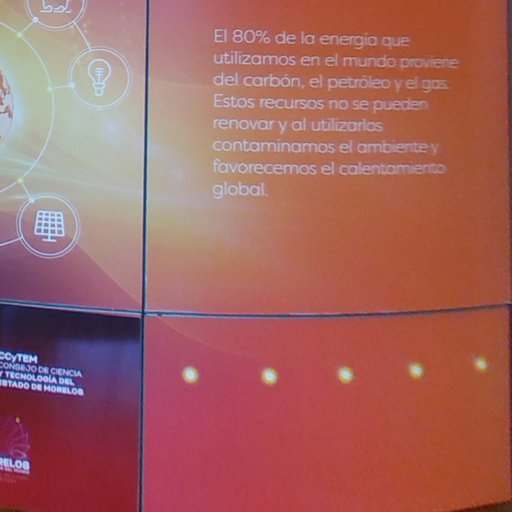 El 80% de la energía que
utilizamos en el mundo proviene
del carbón, el petróleo y el gas.
Estos recursos no se pueden
renovar y al utilizarlos
contaminamos el ambiente y
favorecemos el calentamiento
global.
CCyTEM
CONSEJO DE CIENCIA
Y TECNOLOGÍA DEL
ESTADO DE MORELOS
RELOS